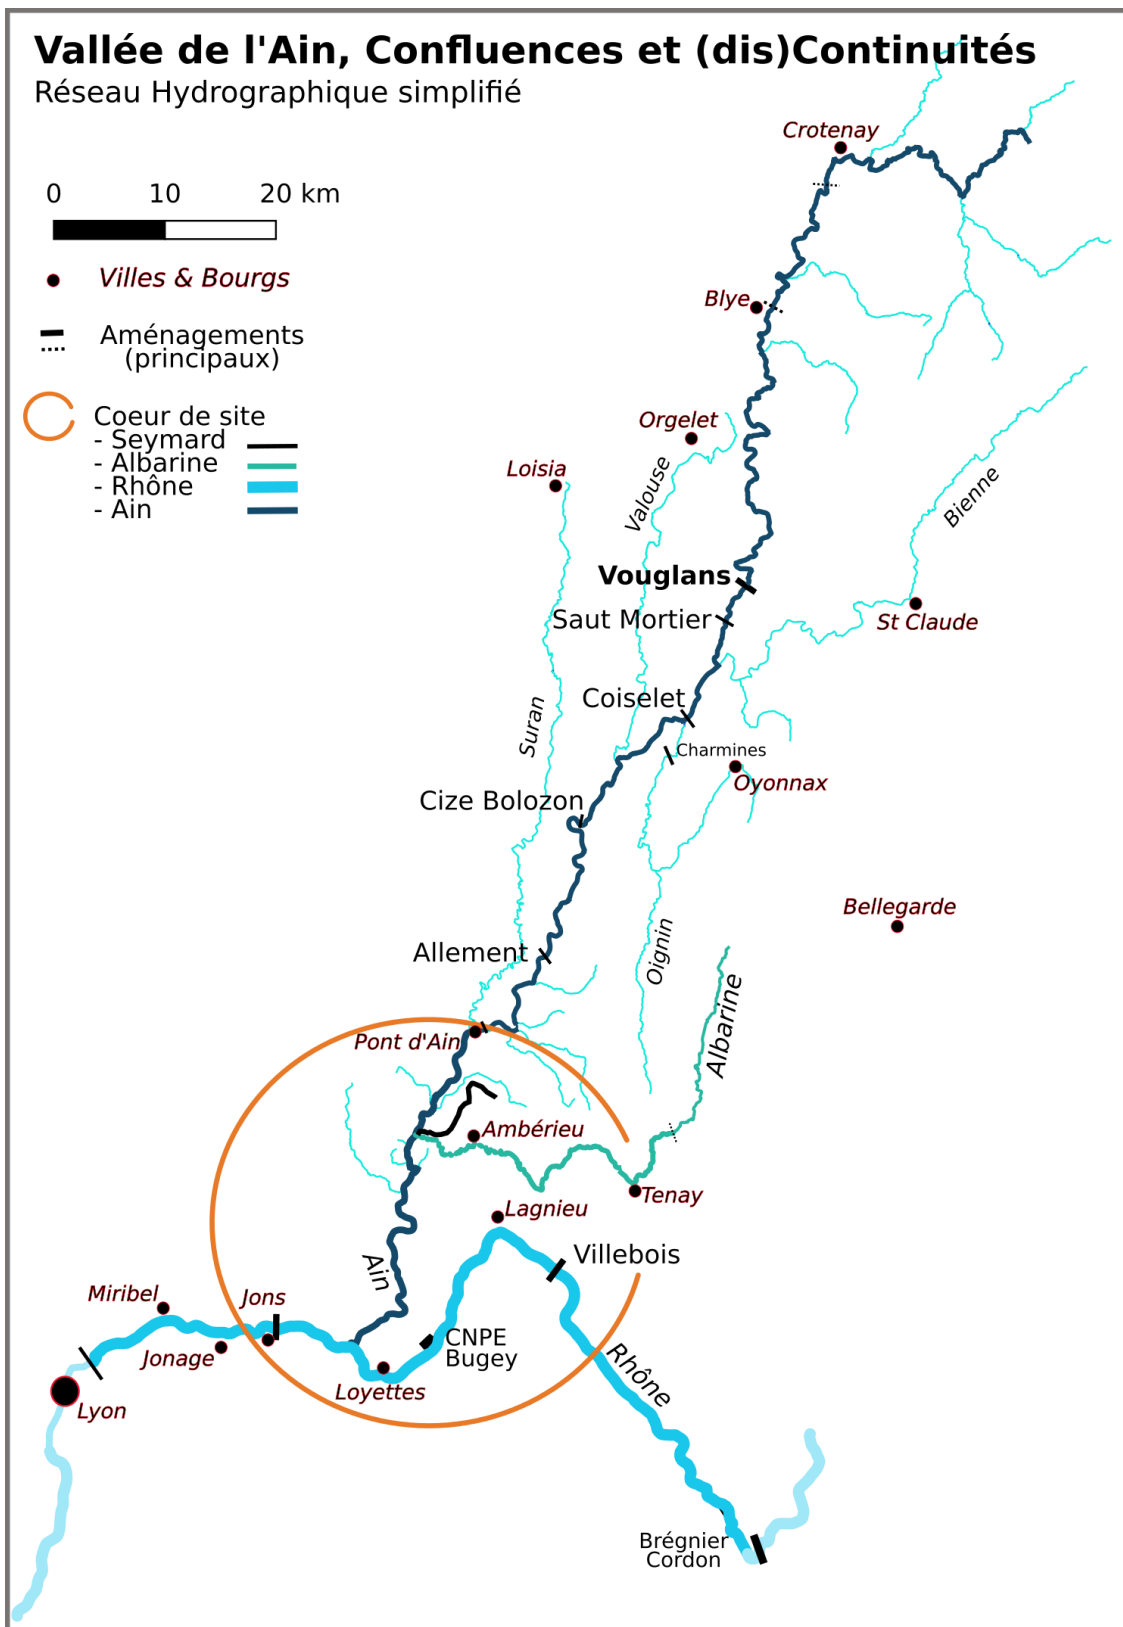 Vallée de l'Ain, Confluences et (dis)Continuités
Réseau Hydrographique simplifié
Crotenay
0 10 20 km
Villes & Bourgs
Blye
Aménagements
(principaux)
Coeur de site
- Seymard
- Albarine
- Rhône
- Ain
Orgelet
Loisia
Valouse
Bienne
Vouglans
Saut Mortier
St Claude
Coiselet
Suran
Charmines
Oyonnax
Cize Bolozon
Bellegarde
Allement
Oignin
Albarine
Pont d'Ain
Ambérieu
Tenay
Lagnieu
Villebois
Ain
Miribel
Jons
CNPE
Bugey
Jonage
Loyettes
Rhône
Lyon
Brégnier
Cordon